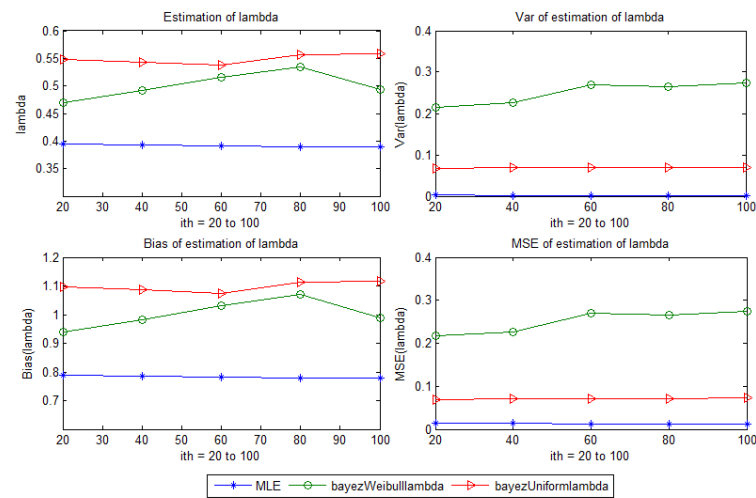 Estimation of lambda
0.6
0.55
0.5
0.45
0.4
0.35
lambda
20 30 40 50 60 70 80 90 100
ith = 20 to 100
Var of estimation of lambda
0.4
0.3
0.2
0.1
0
Var(lambda)
20 40 60 80 100
ith = 20 to 100
Bias of estimation of lambda
1.2
1.1
1
0.9
0.8
0.7
Bias(lambda)
20 30 40 50 60 70 80 90 100
ith = 20 to 100
MSE of estimation of lambda
0.4
0.3
0.2
0.1
0
MSE(lambda)
20 30 40 50 60 70 80 90 100
ith = 20 to 100
MLE bayezWeibulllambda bayezUniformlambda